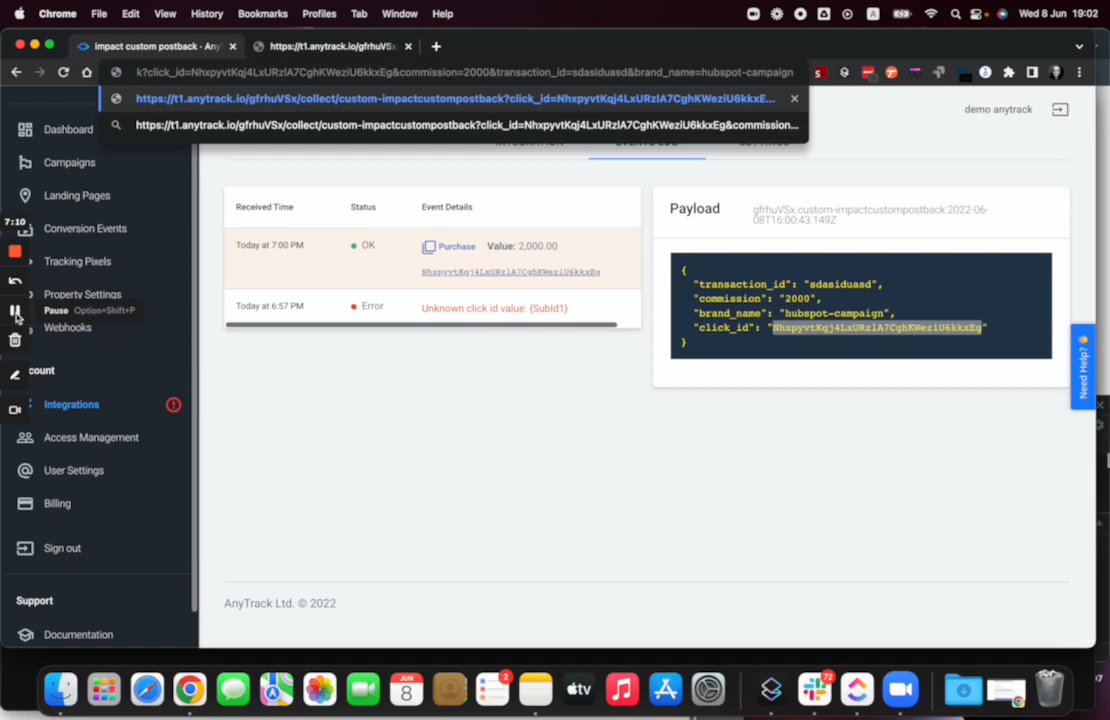 Chrome File Edit View History Bookmarks Profiles Tab Window Help Wed 8 Jun 19:02
impact custom postback - Any
https://t1.anytrack.io/gfrhuVSx
k?click_id=NhxpyvtKqj4LxURzlA7CghKWeziU6kkxEg&commission=2000&transaction_id=sdasiduasd&brand_name=hubspot-campaign
https://t1.anytrack.io/gfrhuVSx/collect/custom-impactcustompostback?click_id=NhxpyvtKqj4LxURzlA7CghKWeziU6kkxE...
https://t1.anytrack.io/gfrhuVSx/collect/custom-impactcustompostback?click_id=NhxpyvtKqj4LxURzlA7CghKWeziU6kkxEg&commission...
demo anytrack
Dashboard
Campaigns
Landing Pages
7:10
Conversion Events
Tracking Pixels
Property Settings
Pause Option+Shift+P
Webhooks
count
Integrations
Access Management
User Settings
Billing
Sign out
Support
Documentation
Received Time Status Event Details
Today at 7:00 PM OK Purchase Value: 2,000.00
NhxpyvtKqj4LxURzlA7CghKWeziU6kkxEg
Today at 6:57 PM Error Unknown click id value: {SubId1}
Payload
gfrhuVSx.custom-impactcustompostback.2022-06-
08T16:00:43.149Z
{
"transaction_id": "sdasiduasd",
"commission": "2000",
"brand_name": "hubspot-campaign",
"click_id": "NhxpyvtKqj4LxURzlA7CghKWeziU6kkxEg"
}
Need Help?
AnyTrack Ltd. © 2022
JUN
8
2
tv
72